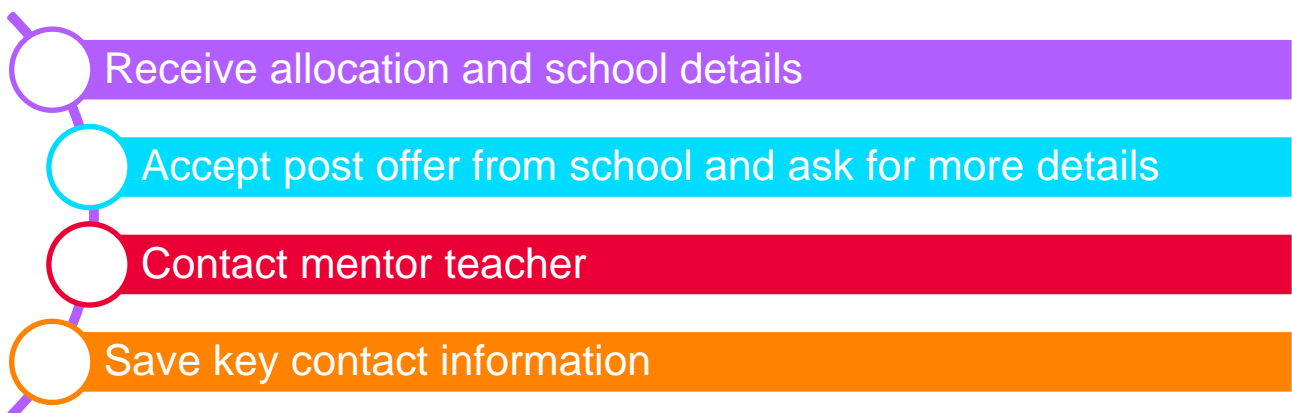 Receive allocation and school details
Accept post offer from school and ask for more details
Contact mentor teacher
Save key contact information